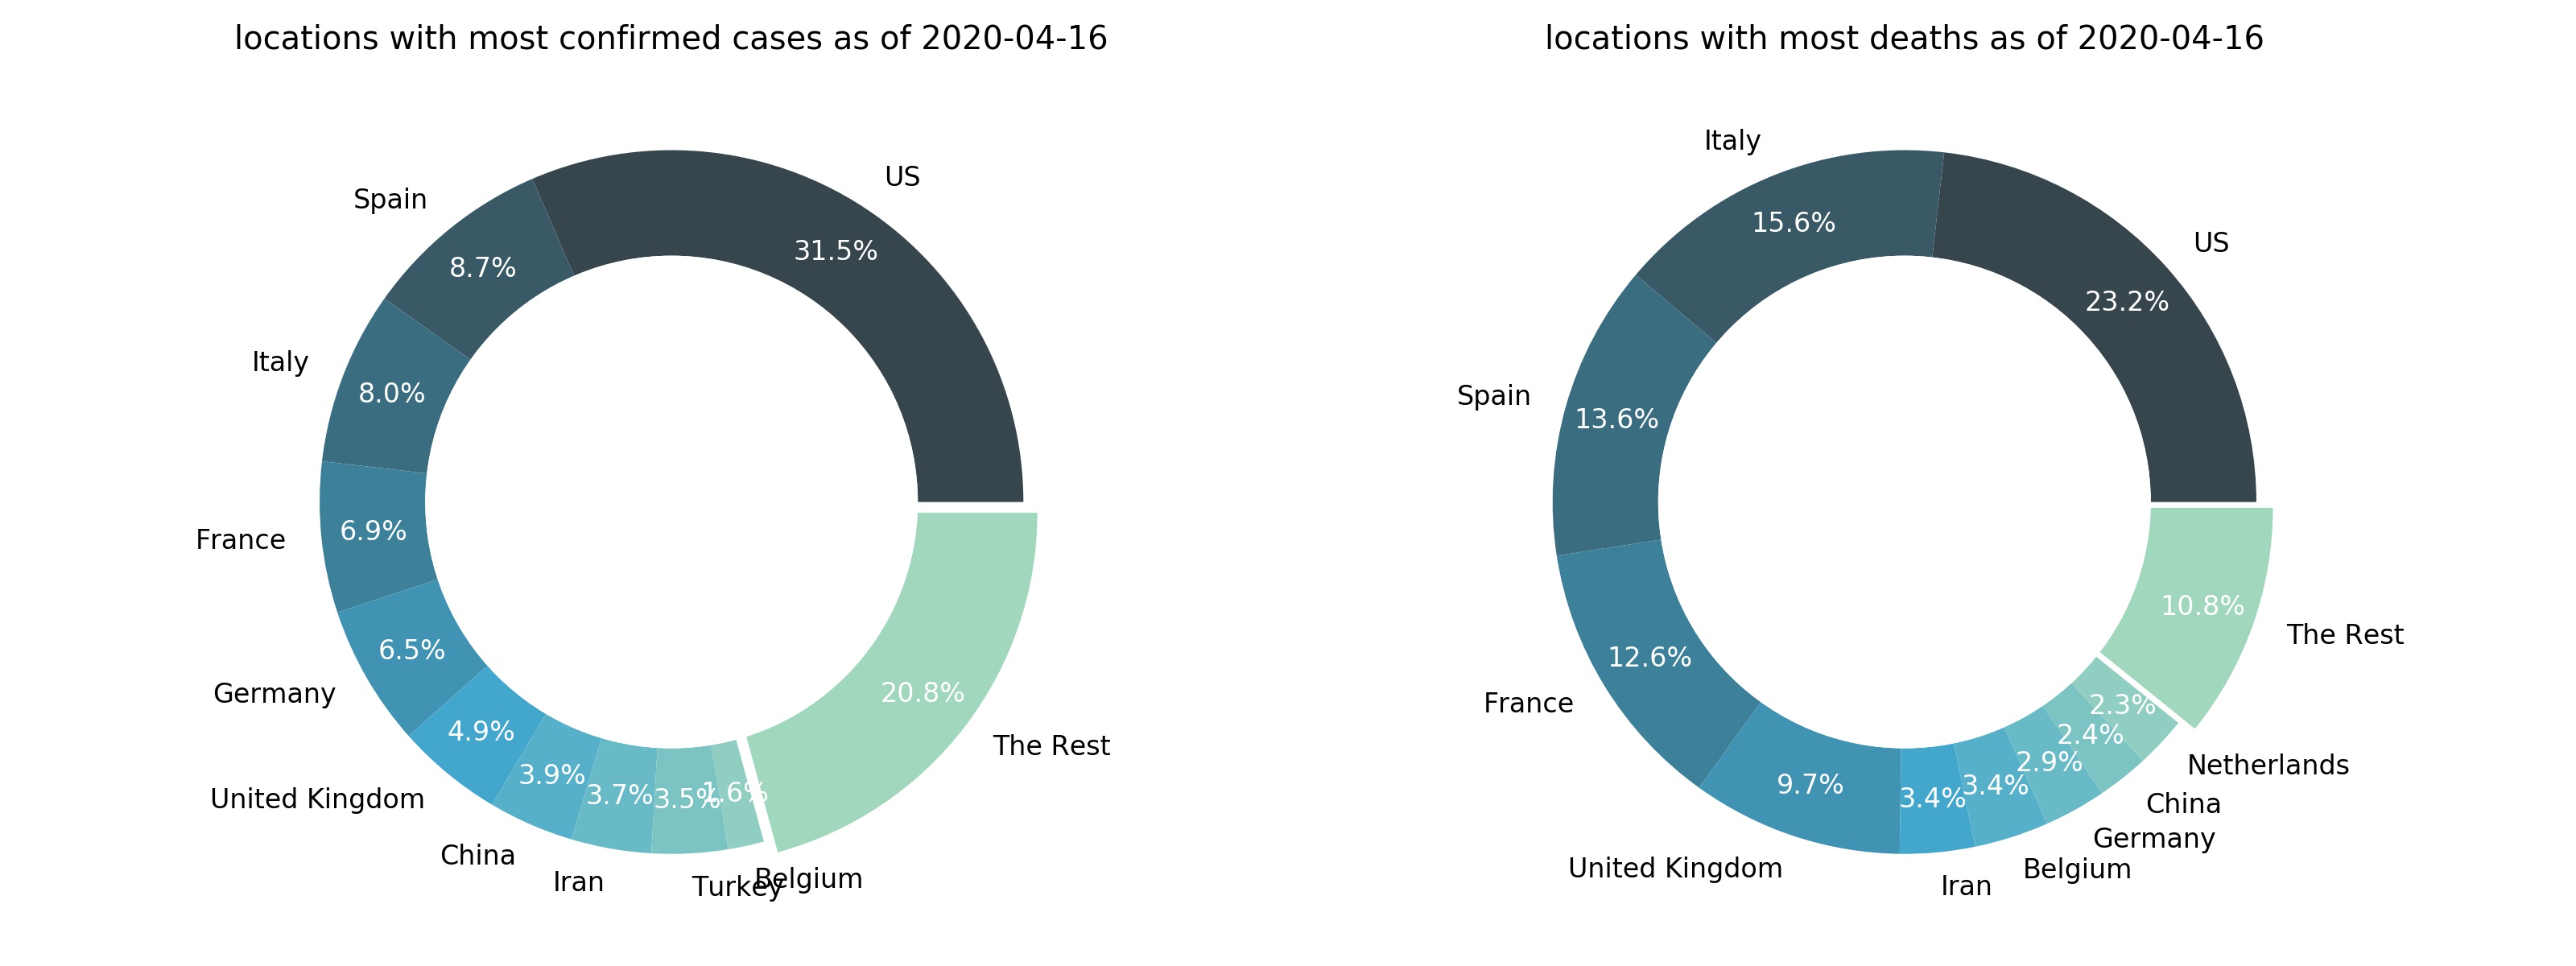 locations with most confirmed cases as of 2020-04-16
US
31.5%
Spain
8.7%
Italy
8.0%
France
6.9%
Germany
6.5%
United Kingdom
4.9%
China
3.9%
Iran
3.7%
Turkey
3.5%
Belgium
1.6%
The Rest
20.8%
locations with most deaths as of 2020-04-16
US
23.2%
Italy
15.6%
Spain
13.6%
France
12.6%
United Kingdom
9.7%
Iran
3.4%
Belgium
3.4%
Germany
2.9%
China
2.4%
Netherlands
2.3%
The Rest
10.8%